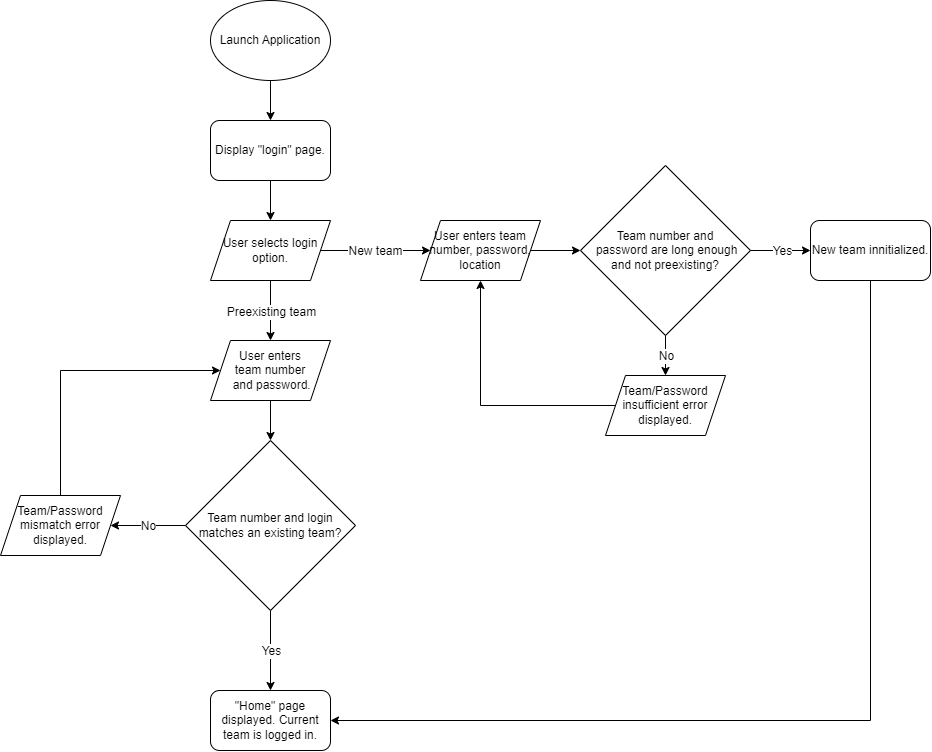 Launch Application
Display "login" page.
User selects login
option.
New team
User enters team
number, password,
location
Team number and
password are long enough
and not preexisting?
Yes
New team innitialized.
Preexisting team
No
User enters
team number
and password.
Team/Password
insufficient error
displayed.
Team/Password
mismatch error
displayed.
No
Team number and login
matches an existing team?
Yes
"Home" page
displayed. Current
team is logged in.